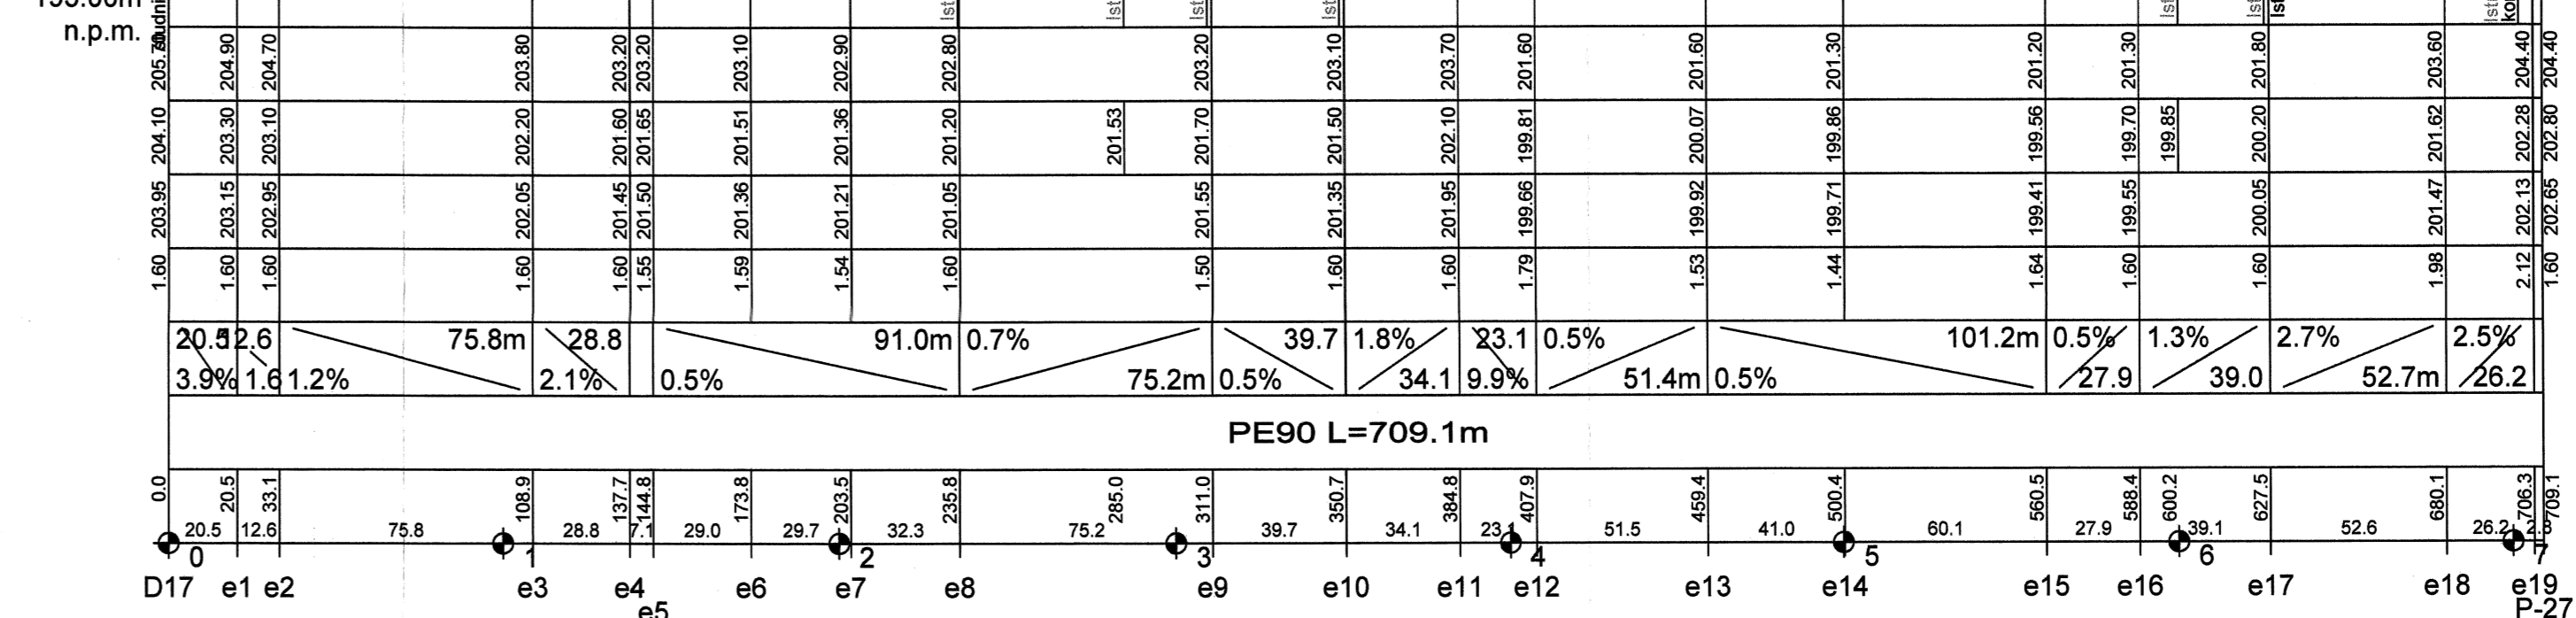 n.p.m.
205.70 204.90 204.70 203.80 203.20 203.20 203.10 202.90 202.80 203.20 203.10 203.70 201.60 201.60 201.30 201.20 201.30 201.80 203.60 204.40 204.40
204.10 203.30 203.10 202.20 201.60 201.65 201.51 201.36 201.20 201.53 201.70 201.50 202.10 199.81 200.07 199.86 199.56 199.70 199.85 200.20 201.62 202.28 202.80
203.95 203.15 202.95 202.05 201.45 201.50 201.36 201.21 201.05 201.55 201.35 201.95 199.66 199.92 199.71 199.41 199.55 200.05 201.47 202.13 202.65
1.60 1.60 1.60 1.60 1.60 1.55 1.59 1.54 1.60 1.50 1.60 1.60 1.79 1.53 1.44 1.64 1.60 1.60 1.98 2.12 1.60
20.5 12.6 75.8m 28.8 91.0m 0.7% 39.7 1.8% 23.1 0.5% 101.2m 0.5% 1.3% 2.7% 2.5%
3.9% 1.6 1.2% 2.1% 0.5% 75.2m 0.5% 34.1 9.9% 51.4m 0.5% 27.9 39.0 52.7m 26.2
PE90 L=709.1m
0.0 20.5 33.1 108.9 137.7 144.8 173.8 203.5 235.8 285.0 311.0 350.7 384.8 407.9 459.4 500.4 560.5 588.4 600.2 627.5 680.1 706.3 709.1
20.5 12.6 75.8 28.8 7.1 29.0 29.7 32.3 75.2 39.7 34.1 23.1 51.5 41.0 60.1 27.9 39.1 52.6 26.2 2.8
0 1 2 3 4 5 6 7
D17 e1 e2 e3 e4 e6 e7 e8 e9 e10 e11 e12 e13 e14 e15 e16 e17 e18 e19
e5 P-27